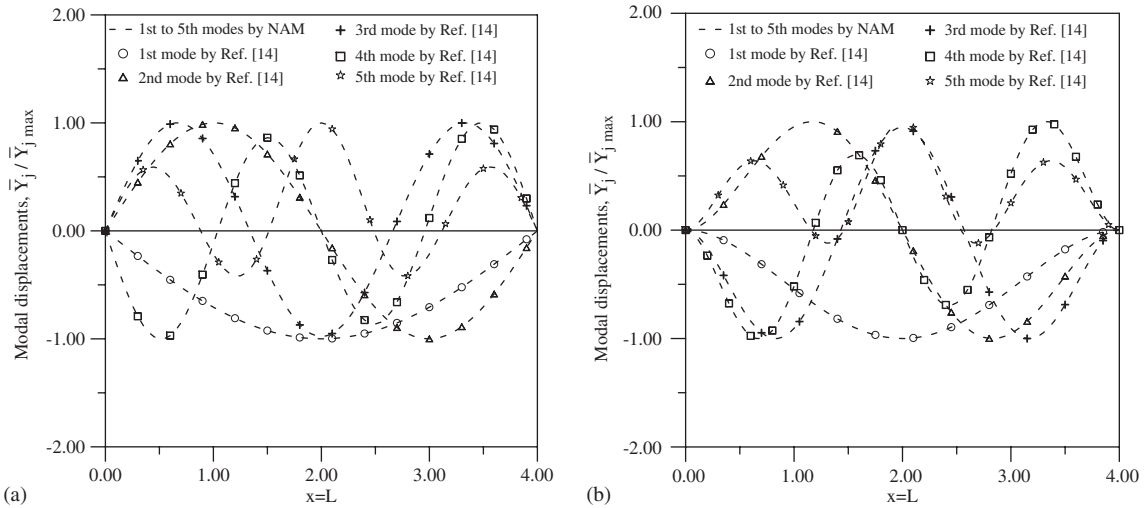 2.00
1.00
0.00
-1.00
-2.00
Modal displacements, Y̅j / Y̅j max
1st to 5th modes by NAM
1st mode by Ref. [14]
2nd mode by Ref. [14]
3rd mode by Ref. [14]
4th mode by Ref. [14]
5th mode by Ref. [14]
0.00 1.00 2.00 3.00 4.00
x=L
(a)
2.00
1.00
0.00
-1.00
-2.00
Modal displacements, Y̅j / Y̅j max
1st to 5th modes by NAM
1st mode by Ref. [14]
2nd mode by Ref. [14]
3rd mode by Ref. [14]
4th mode by Ref. [14]
5th mode by Ref. [14]
0.00 1.00 2.00 3.00 4.00
x=L
(b)